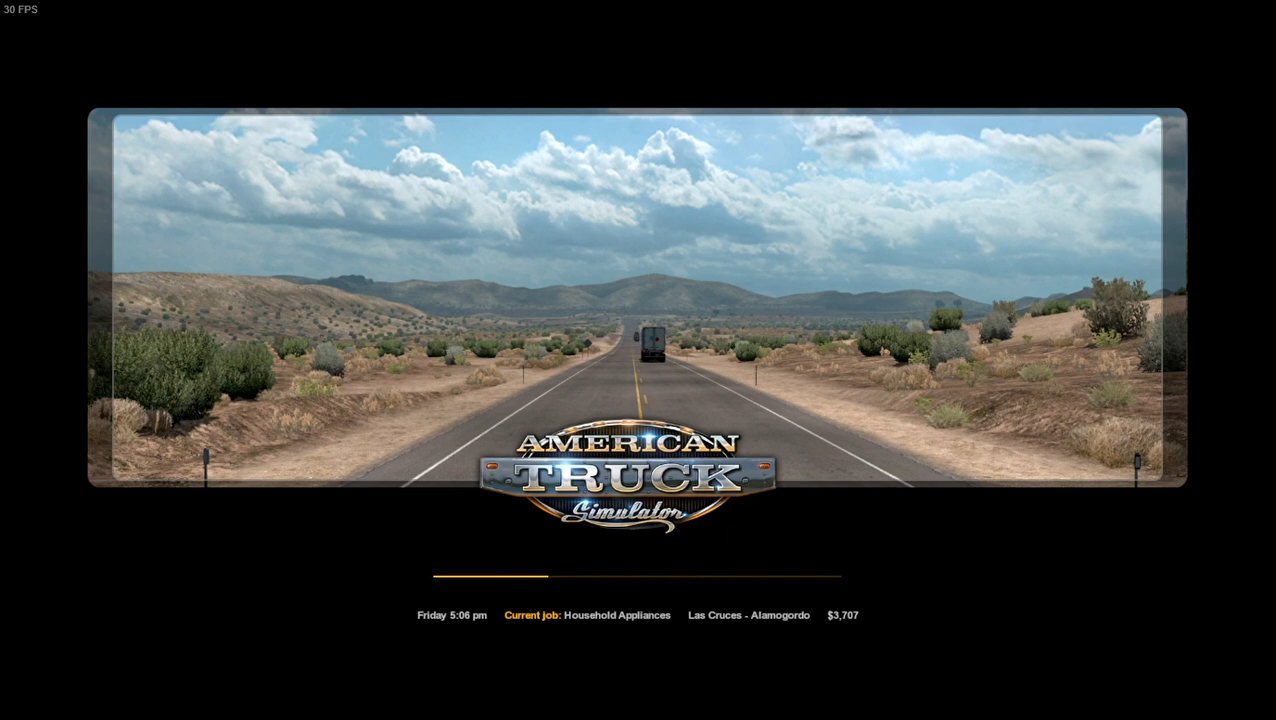 30 FPS
AMERICAN
TRUCK
Simulator
Friday 5:06 pm Current job: Household Appliances Las Cruces - Alamogordo $3,707